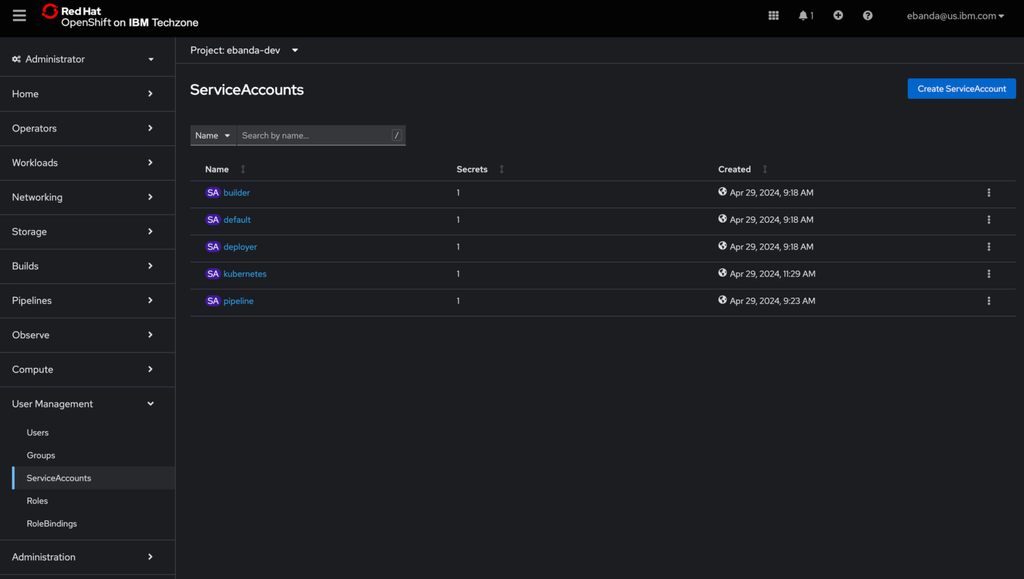 Red Hat
OpenShift on IBM Techzone
1
ebanda@us.ibm.com
Administrator
Home
Operators
Workloads
Networking
Storage
Builds
Pipelines
Observe
Compute
User Management
Users
Groups
ServiceAccounts
Roles
RoleBindings
Administration
Project: ebanda-dev
ServiceAccounts
Create ServiceAccount
Name Search by name... /
Name Secrets Created
SA builder 1 Apr 29, 2024, 9:18 AM
SA default 1 Apr 29, 2024, 9:18 AM
SA deployer 1 Apr 29, 2024, 9:18 AM
SA kubernetes 1 Apr 29, 2024, 11:29 AM
SA pipeline 1 Apr 29, 2024, 9:23 AM